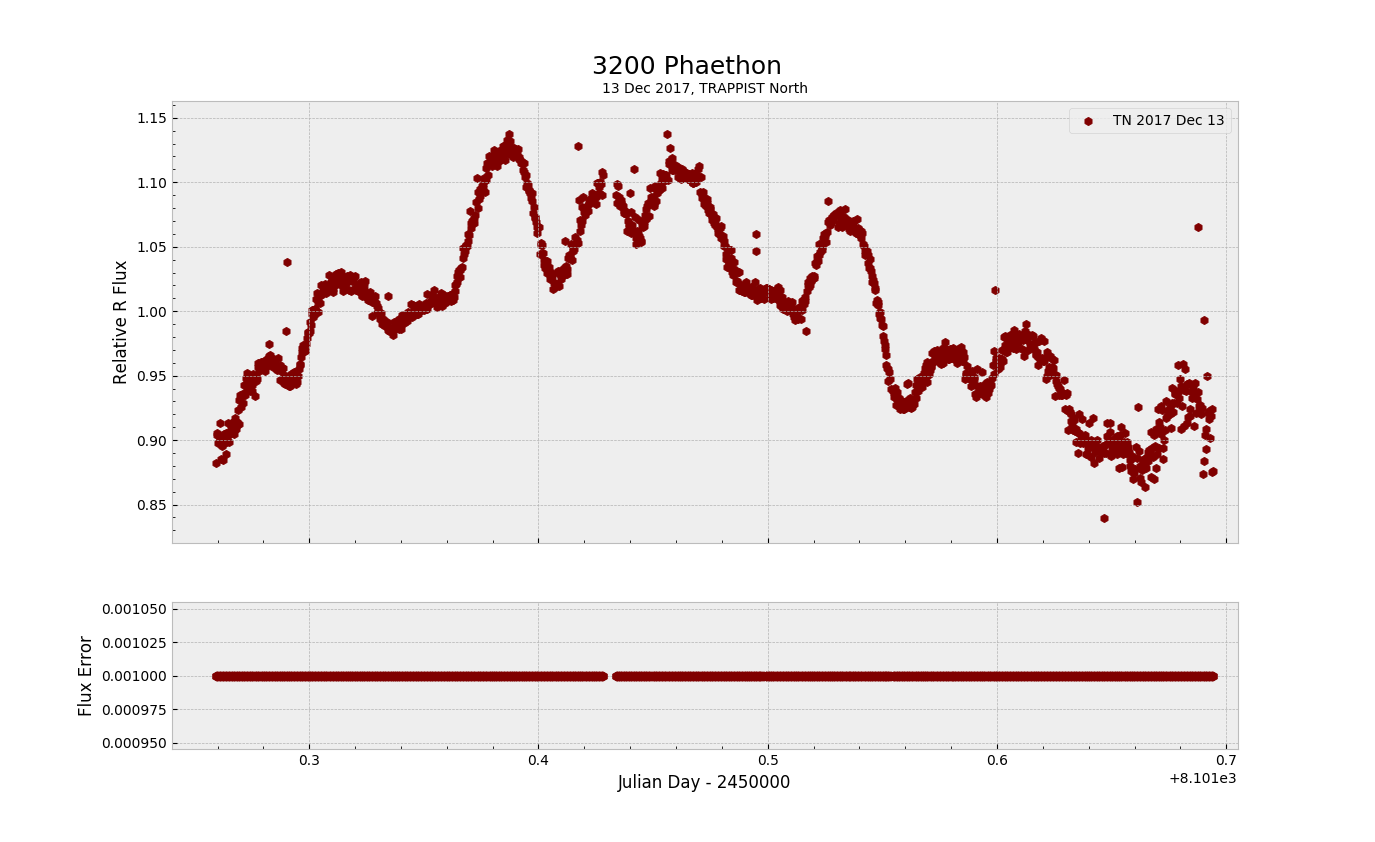 3200 Phaethon
13 Dec 2017, TRAPPIST North
TN 2017 Dec 13
Relative R Flux
1.15
1.10
1.05
1.00
0.95
0.90
0.85
Flux Error
0.001050
0.001025
0.001000
0.000975
0.000950
0.3 0.4 0.5 0.6 0.7
+8.101e3
Julian Day - 2450000